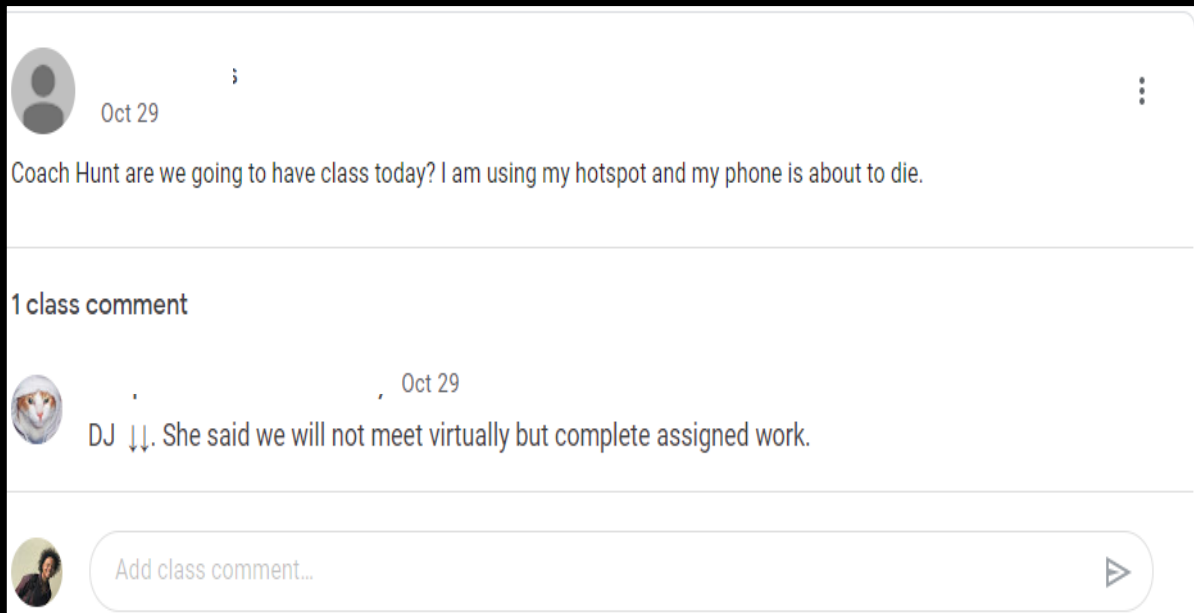 Oct 29
Coach Hunt are we going to have class today? I am using my hotspot and my phone is about to die.
1 class comment
Oct 29
DJ ↓↓. She said we will not meet virtually but complete assigned work.
Add class comment...